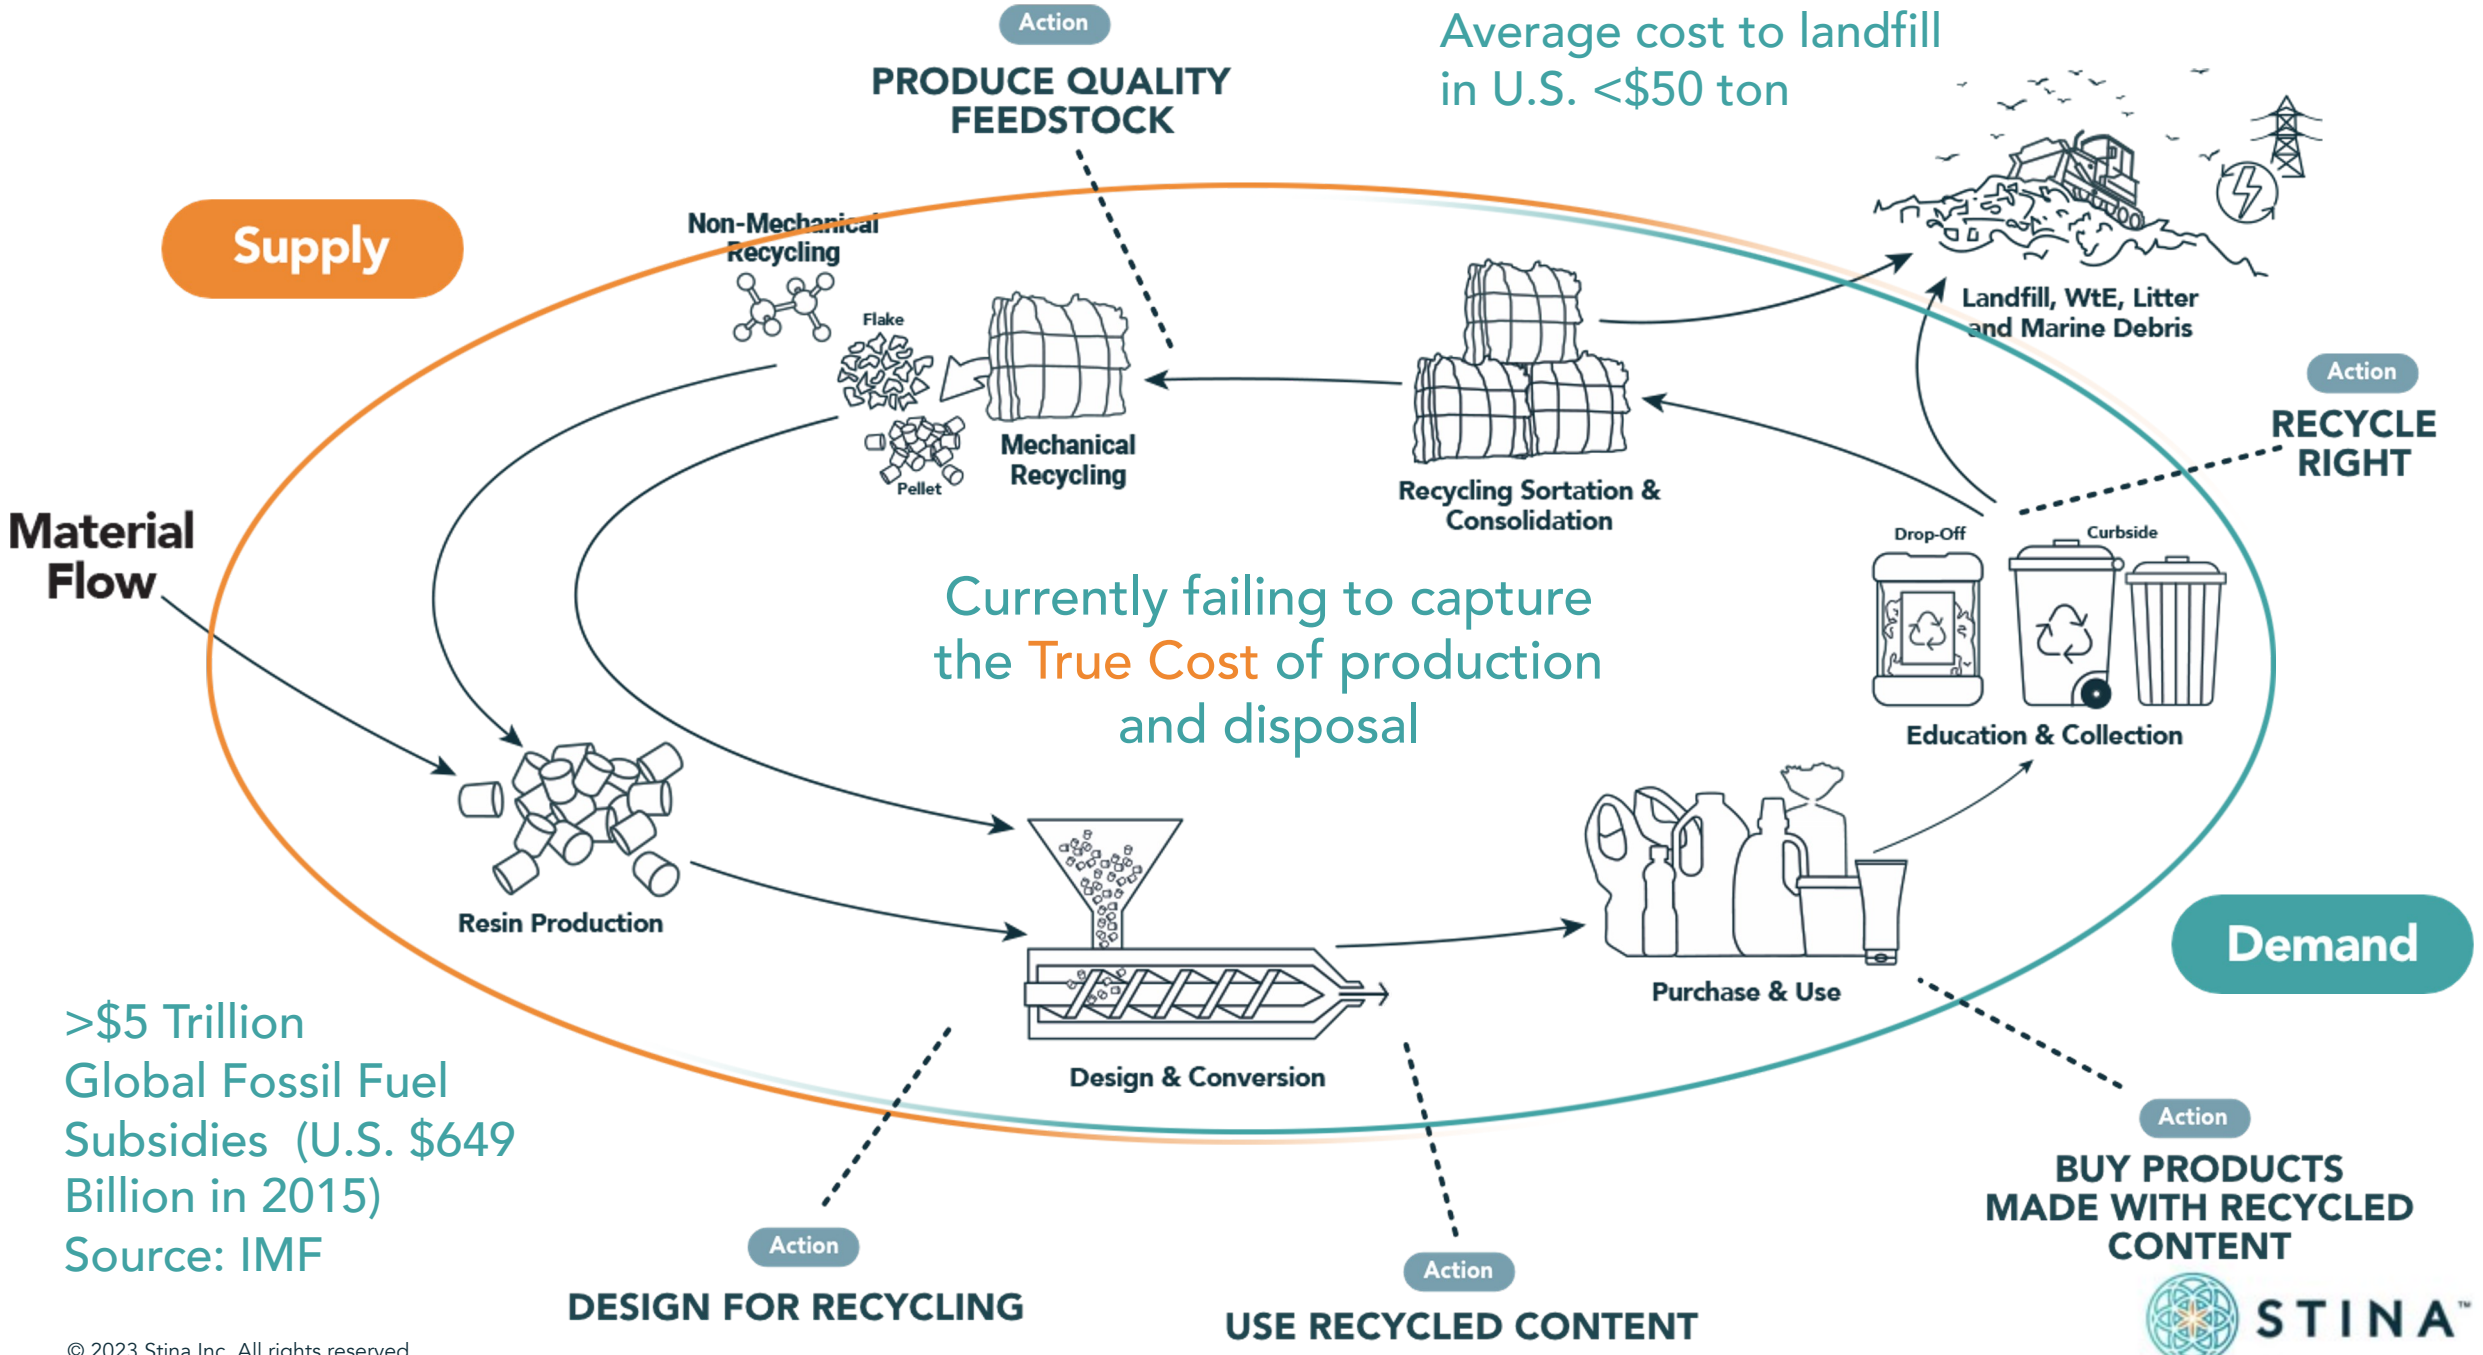 Action
PRODUCE QUALITY
FEEDSTOCK
Average cost to landfill
in U.S. <$50 ton
Supply
Non-Mechanical
Recycling
Flake
Pellet
Mechanical
Recycling
Recycling Sortation &
Consolidation
Landfill, WtE, Litter
and Marine Debris
Action
RECYCLE
RIGHT
Material
Flow
Drop-Off
Curbside
Education & Collection
Currently failing to capture
the True Cost of production
and disposal
Resin Production
Design & Conversion
Purchase & Use
Demand
>$5 Trillion
Global Fossil Fuel
Subsidies (U.S. $649
Billion in 2015)
Source: IMF
Action
DESIGN FOR RECYCLING
Action
USE RECYCLED CONTENT
Action
BUY PRODUCTS
MADE WITH RECYCLED
CONTENT
STINA™
© 2023 Stina Inc. All rights reserved